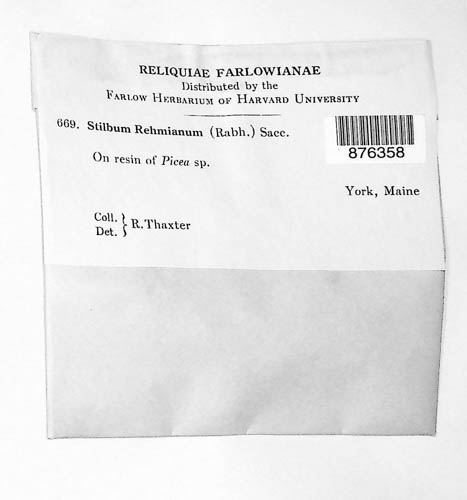 RELIQUIAE FARLOWIANAE
Distributed by the
FARLOW HERBARIUM OF HARVARD UNIVERSITY
669. Stilbum Rehmianum (Rabh.) Sacc.
876358
On resin of Picea sp.
York, Maine
Coll. } R. Thaxter
Det. }